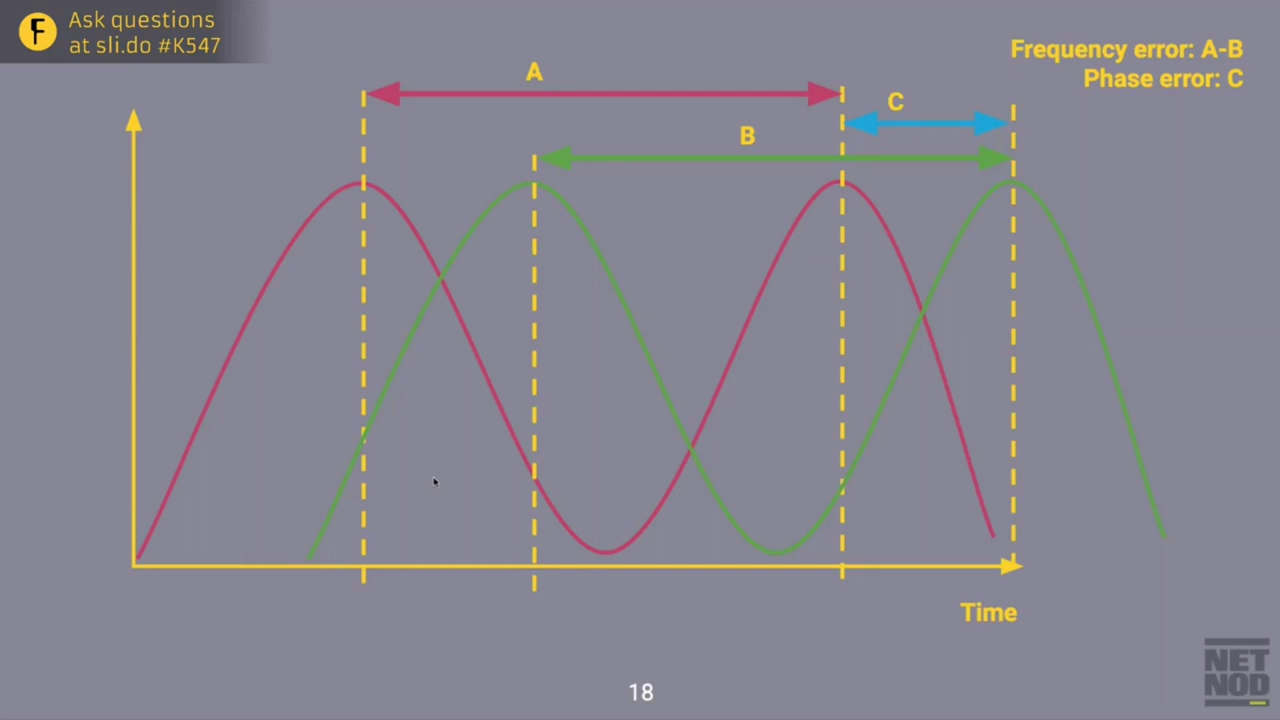 F
Ask questions
at sli.do #K547
Frequency error: A-B
Phase error: C
A
C
B
Time
18
NET
NOD